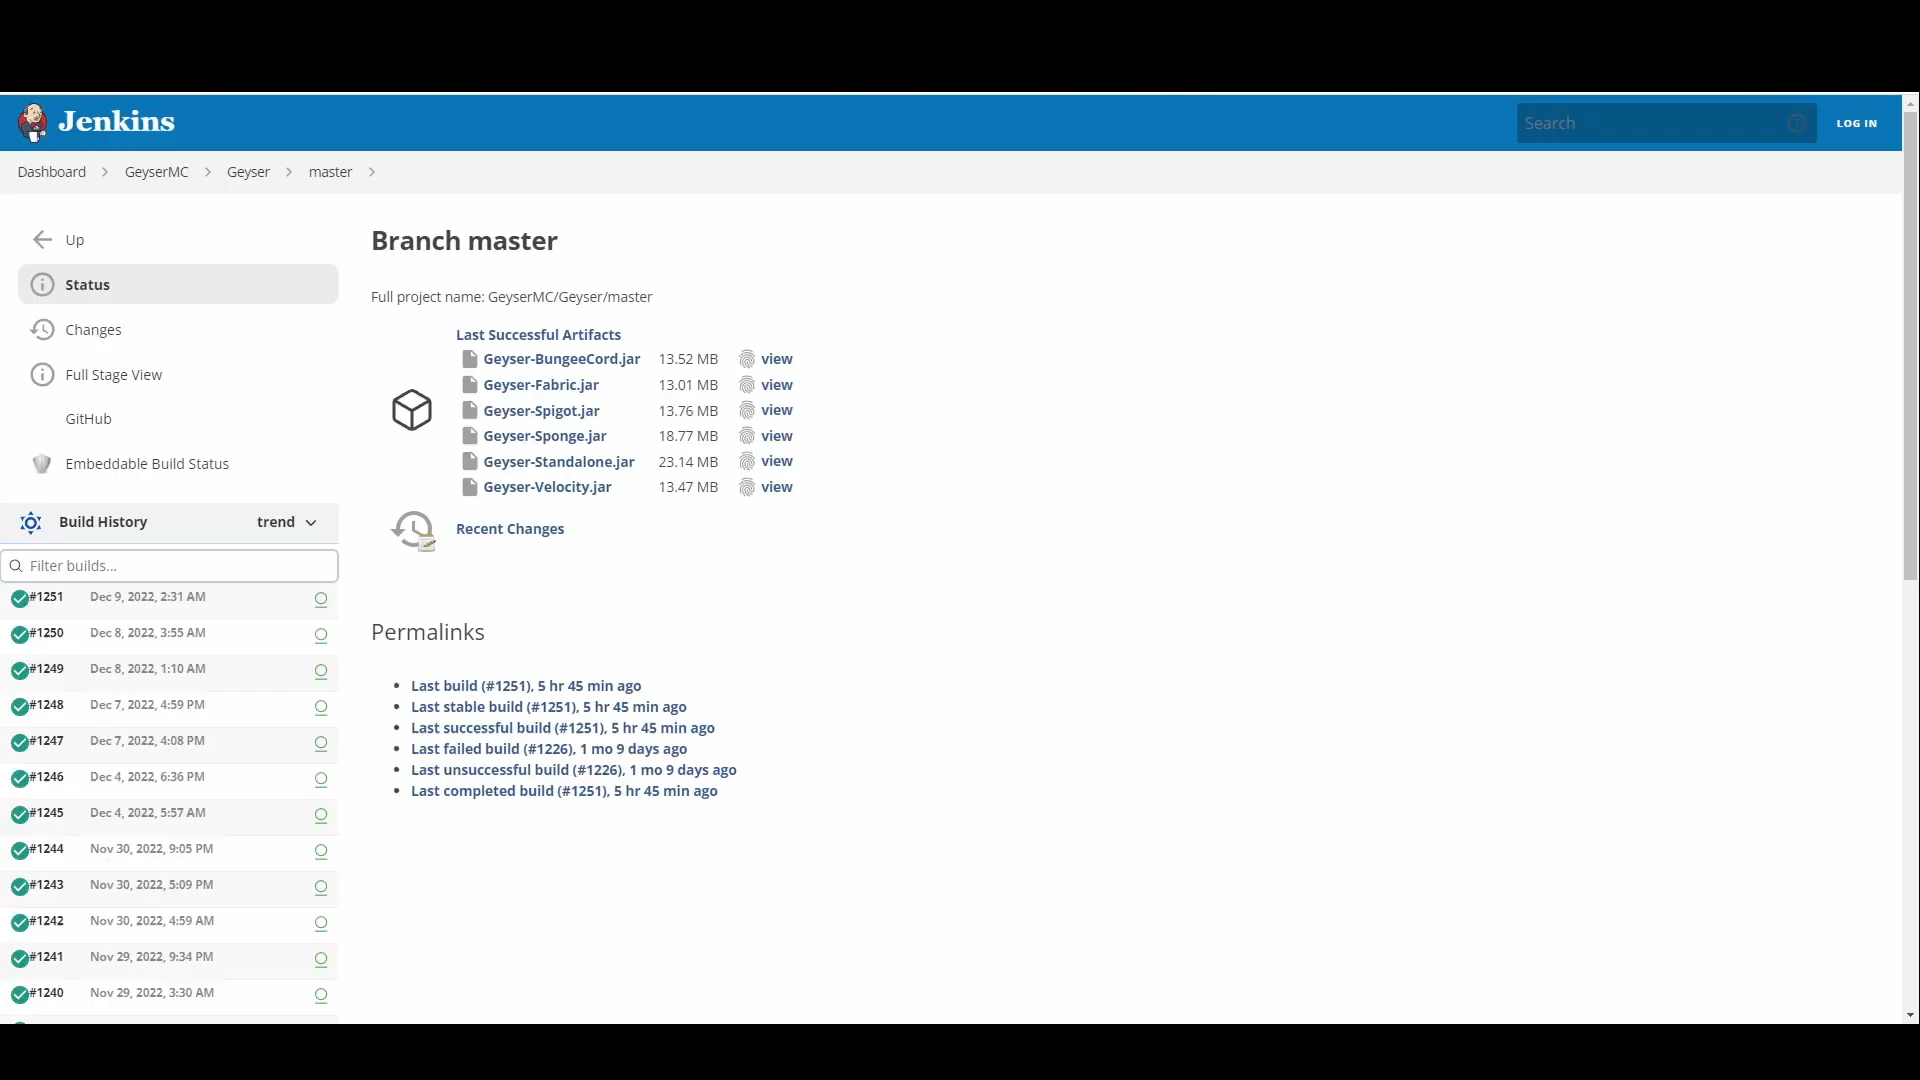 Jenkins
Search
LOG IN
Dashboard
GeyserMC
Geyser
master
Up
Status
Changes
Full Stage View
GitHub
Embeddable Build Status
Build History
trend
Filter builds...
#1251 Dec 9, 2022, 2:31 AM
#1250 Dec 8, 2022, 3:55 AM
#1249 Dec 8, 2022, 1:10 AM
#1248 Dec 7, 2022, 4:59 PM
#1247 Dec 7, 2022, 4:08 PM
#1246 Dec 4, 2022, 6:36 PM
#1245 Dec 4, 2022, 5:57 AM
#1244 Nov 30, 2022, 9:05 PM
#1243 Nov 30, 2022, 5:09 PM
#1242 Nov 30, 2022, 4:59 AM
#1241 Nov 29, 2022, 9:34 PM
#1240 Nov 29, 2022, 3:30 AM
Branch master
Full project name: GeyserMC/Geyser/master
Last Successful Artifacts
Geyser-BungeeCord.jar 13.52 MB view
Geyser-Fabric.jar 13.01 MB view
Geyser-Spigot.jar 13.76 MB view
Geyser-Sponge.jar 18.77 MB view
Geyser-Standalone.jar 23.14 MB view
Geyser-Velocity.jar 13.47 MB view
Recent Changes
Permalinks
Last build (#1251), 5 hr 45 min ago
Last stable build (#1251), 5 hr 45 min ago
Last successful build (#1251), 5 hr 45 min ago
Last failed build (#1226), 1 mo 9 days ago
Last unsuccessful build (#1226), 1 mo 9 days ago
Last completed build (#1251), 5 hr 45 min ago